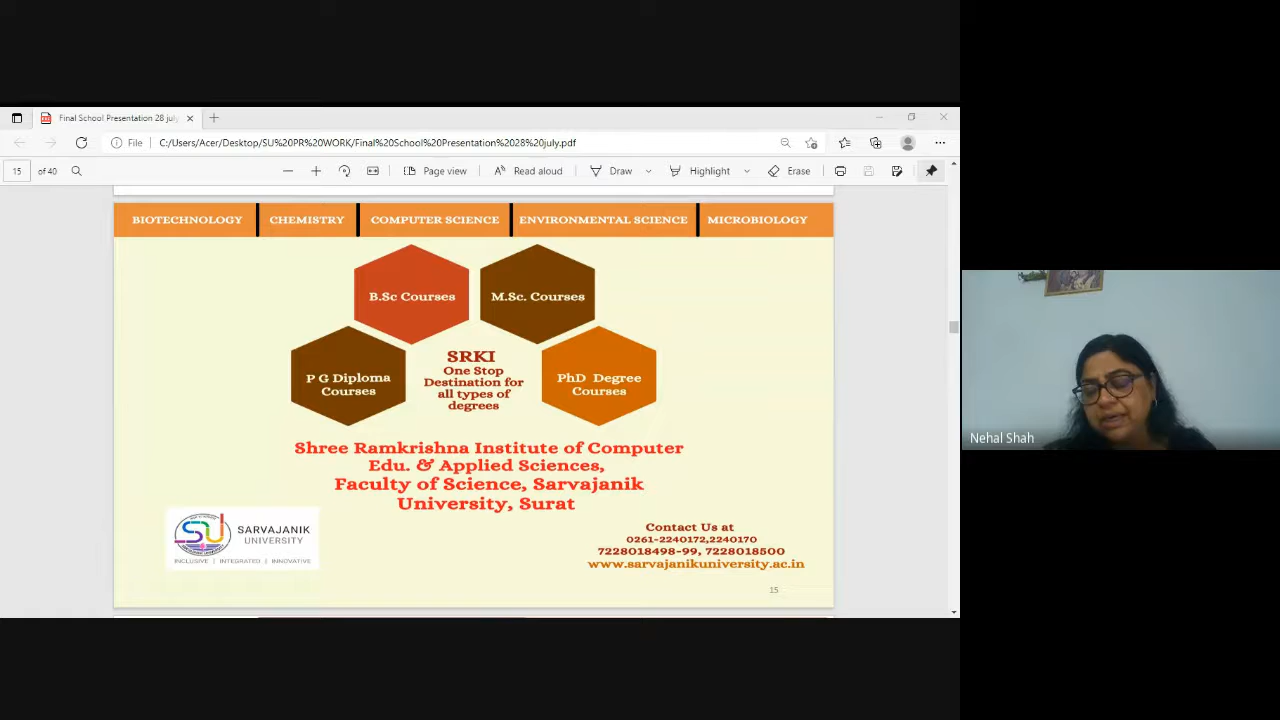 Final School Presentation 28 jul
File
C:/Users/Acer/Desktop/SU%20PR%20WORK/Final%20School%20Presentation%2028%20july.pdf
15 of 40
Page view
Read aloud
Draw
Highlight
Erase
BIOTECHNOLOGY
CHEMISTRY
COMPUTER SCIENCE
ENVIRONMENTAL SCIENCE
MICROBIOLOGY
B.Sc Courses
M.Sc. Courses
P G Diploma
Courses
SRKI
One Stop
Destination for
all types of
degrees
PhD Degree
Courses
Shree Ramkrishna Institute of Computer
Edu. & Applied Sciences,
Faculty of Science, Sarvajanik
University, Surat
SU
SARVAJANIK
UNIVERSITY
INCLUSIVE | INTEGRATED | INNOVATIVE
Contact Us at
0261-2240172,2240170
7228018498-99, 7228018500
www.sarvajanikuniversity.ac.in
15
Nehal Shah